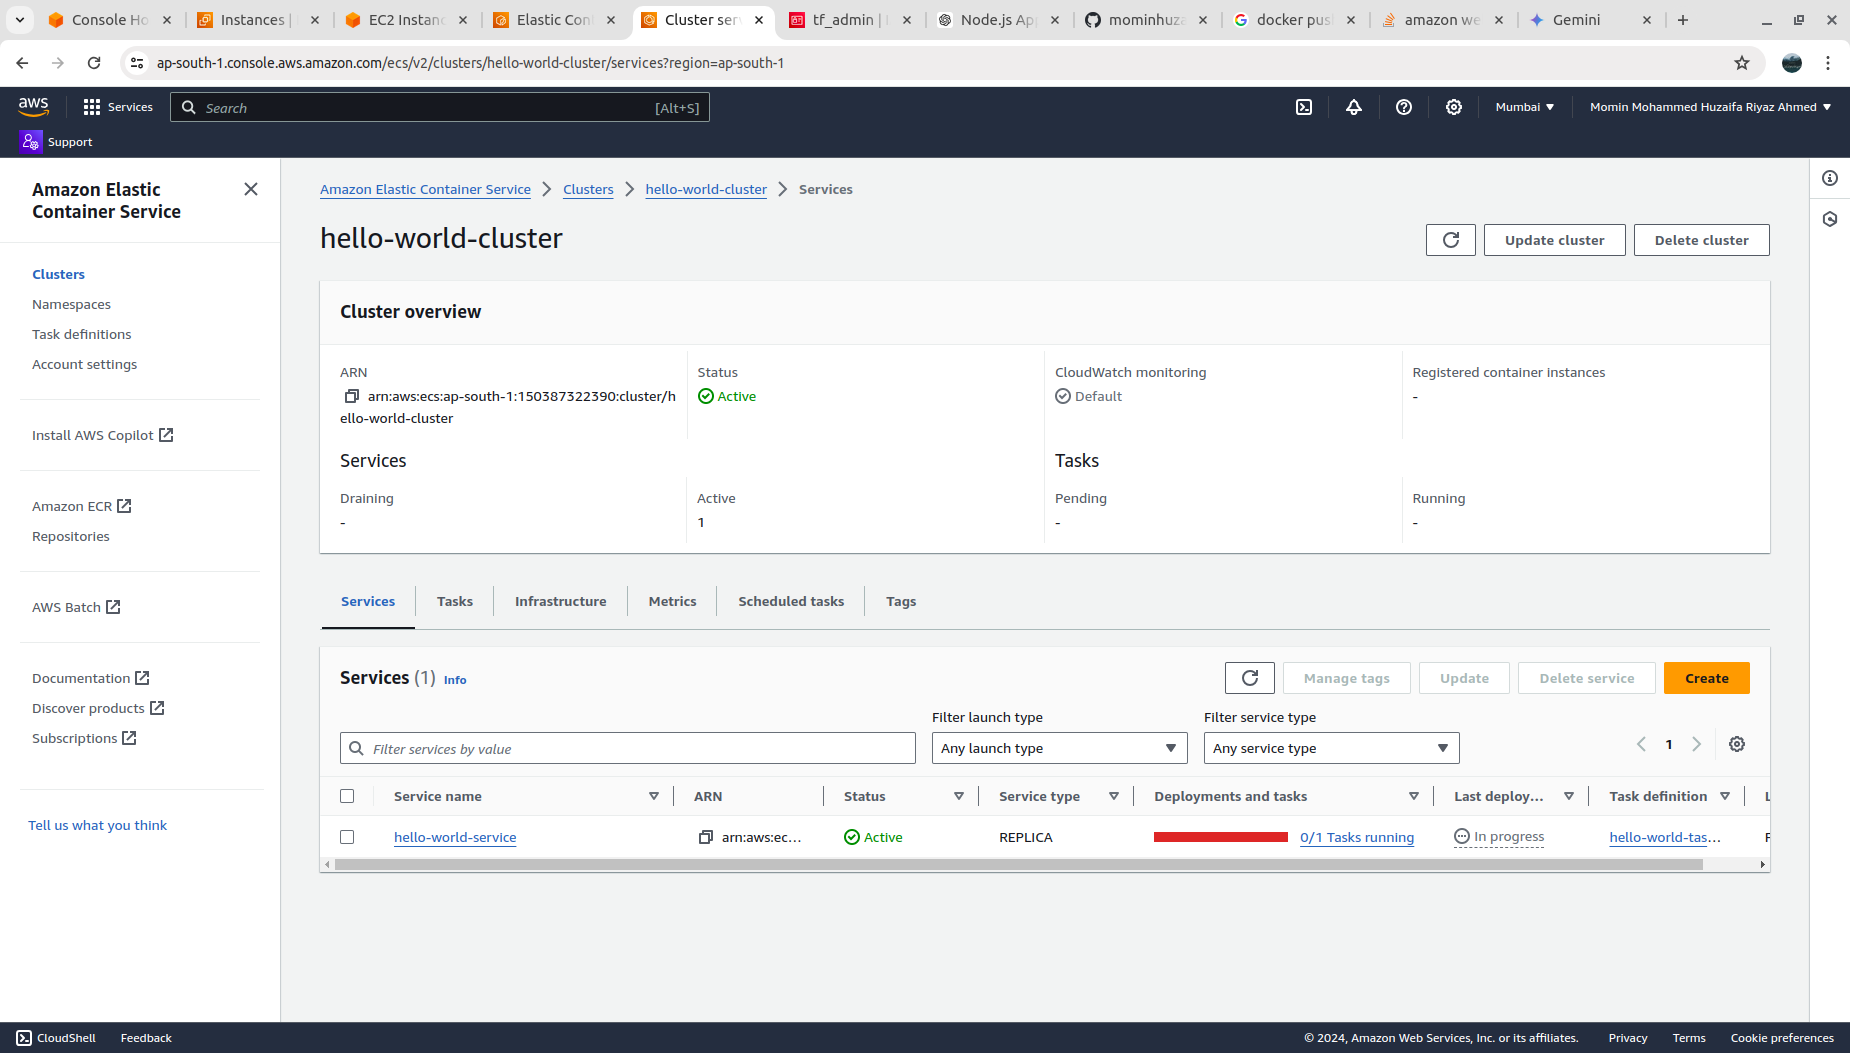 Console Ho
Instances |
EC2 Instanc
Elastic Con
Cluster ser
tf_admin |
Node.js Ap
mominhuza
docker pus
amazon we
Gemini
ap-south-1.console.aws.amazon.com/ecs/v2/clusters/hello-world-cluster/services?region=ap-south-1
aws
Services
Search
[Alt+S]
Mumbai
Momin Mohammed Huzaifa Riyaz Ahmed
Support
Amazon Elastic
Container Service
Clusters
Namespaces
Task definitions
Account settings
Install AWS Copilot
Amazon ECR
Repositories
AWS Batch
Documentation
Discover products
Subscriptions
Tell us what you think
Amazon Elastic Container Service > Clusters > hello-world-cluster > Services
hello-world-cluster
Update cluster
Delete cluster
Cluster overview
ARN
arn:aws:ecs:ap-south-1:150387322390:cluster/h
ello-world-cluster
Status
Active
CloudWatch monitoring
Default
Registered container instances
-
Services
Tasks
Draining
-
Active
1
Pending
-
Running
-
Services
Tasks
Infrastructure
Metrics
Scheduled tasks
Tags
Services (1) Info
Manage tags
Update
Delete service
Create
Filter launch type
Filter service type
Filter services by value
Any launch type
Any service type
1
Service name
ARN
Status
Service type
Deployments and tasks
Last deploy...
Task definition
L
hello-world-service
arn:aws:ec...
Active
REPLICA
0/1 Tasks running
In progress
hello-world-tas...
F
CloudShell
Feedback
© 2024, Amazon Web Services, Inc. or its affiliates.
Privacy
Terms
Cookie preferences